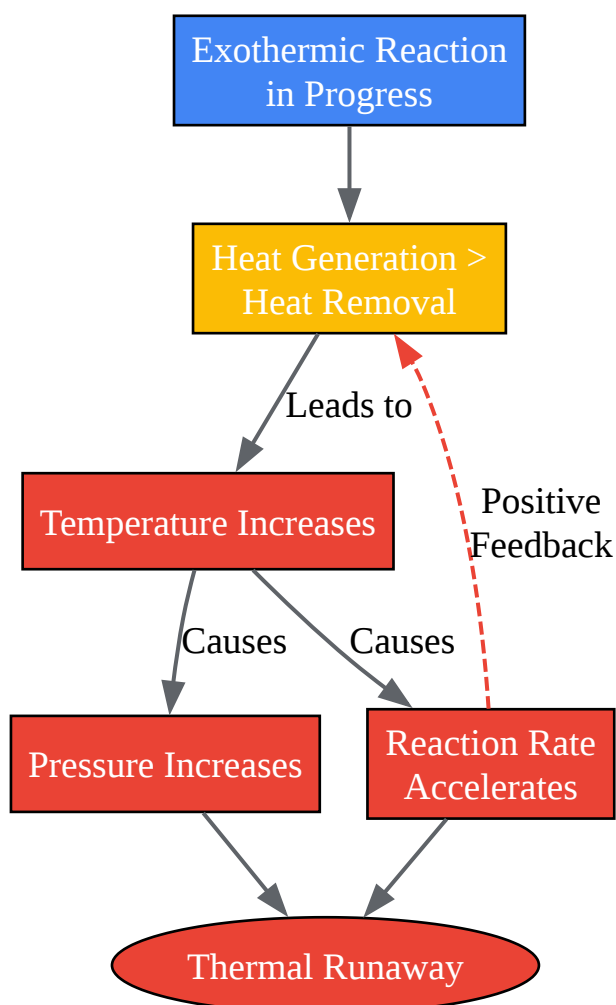 Exothermic Reaction
in Progress
Heat Generation >
Heat Removal
Leads to
Temperature Increases
Positive
Feedback
Causes
Causes
Pressure Increases
Reaction Rate
Accelerates
Thermal Runaway